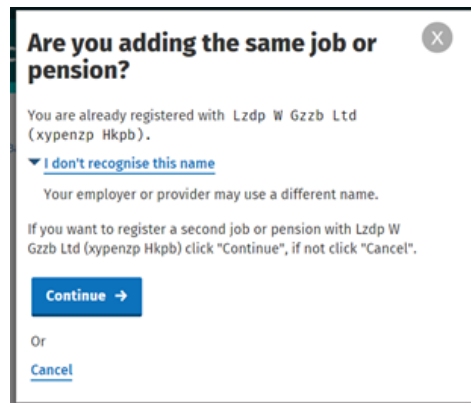 Are you adding the same job or
pension?
X
You are already registered with Lzdp W Gzzb Ltd
(xypenzp Hkpb).
I don't recognise this name
Your employer or provider may use a different name.
If you want to register a second job or pension with Lzdp W
Gzzb Ltd (xypenzp Hkpb) click "Continue", if not click "Cancel".
Continue →
Or
Cancel